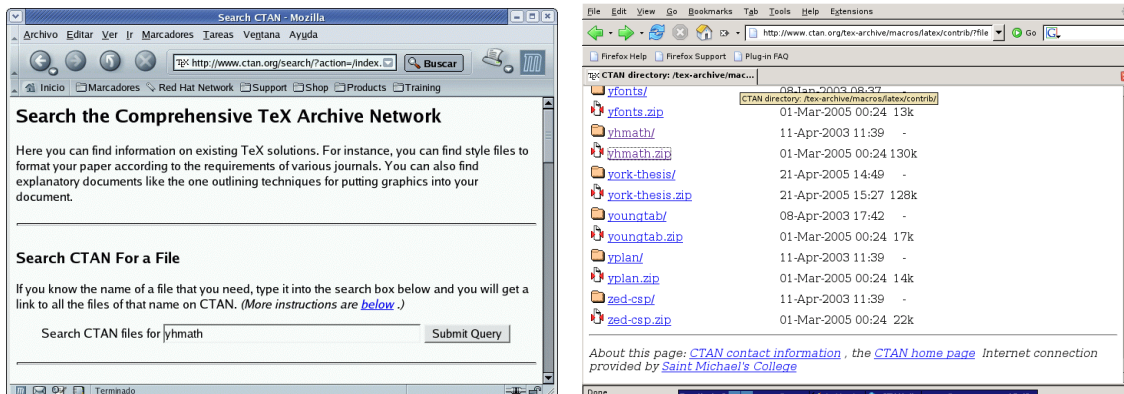 Search CTAN - Mozilla
Archivo Editar Ver Ir Marcadores Tareas Ventana Ayuda
TEX http://www.ctan.org/search/?action=/index. Buscar
Inicio Marcadores Red Hat Network Support Shop Products Training
Search the Comprehensive TeX Archive Network
Here you can find information on existing TeX solutions. For instance, you can find style files to
format your paper according to the requirements of various journals. You can also find
explanatory documents like the one outlining techniques for putting graphics into your
document.
Search CTAN For a File
If you know the name of a file that you need, type it into the search box below and you will get a
link to all the files of that name on CTAN. (More instructions are below .)
Search CTAN files for yhmath Submit Query
Terminado
File Edit View Go Bookmarks Tab Tools Help Extensions
http://www.ctan.org/tex-archive/macros/latex/contrib/?file Go G
Firefox Help Firefox Support Plug-in FAQ
TEX CTAN directory: /tex-archive/mac...
CTAN directory: /tex-archive/macros/latex/contrib/
yfonts/ 08-Jan-2003 08:37 -
yfonts.zip 01-Mar-2005 00:24 13k
yhmath/ 11-Apr-2003 11:39 -
yhmath.zip 01-Mar-2005 00:24 130k
york-thesis/ 21-Apr-2005 14:49 -
york-thesis.zip 21-Apr-2005 15:27 128k
youngtab/ 08-Apr-2003 17:42 -
youngtab.zip 01-Mar-2005 00:24 17k
yplan/ 11-Apr-2003 11:39 -
yplan.zip 01-Mar-2005 00:24 14k
zed-csp/ 11-Apr-2003 11:39 -
zed-csp.zip 01-Mar-2005 00:24 22k
About this page: CTAN contact information , the CTAN home page Internet connection
provided by Saint Michael's College
Done